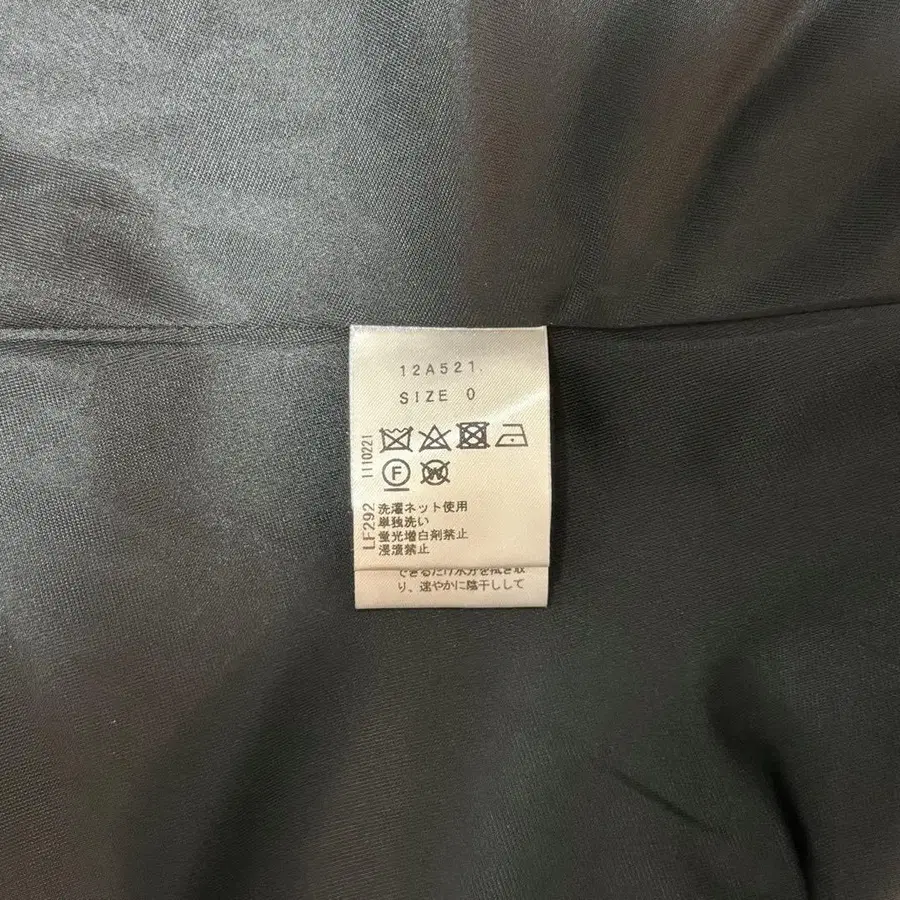 12A521.
SIZE 0
F W
LF292 1110221
洗濯ネット使用
単独洗い
蛍光増白剤禁止
浸漬禁止
できるだけ水分を拭き取
り、速やかに陰干しして